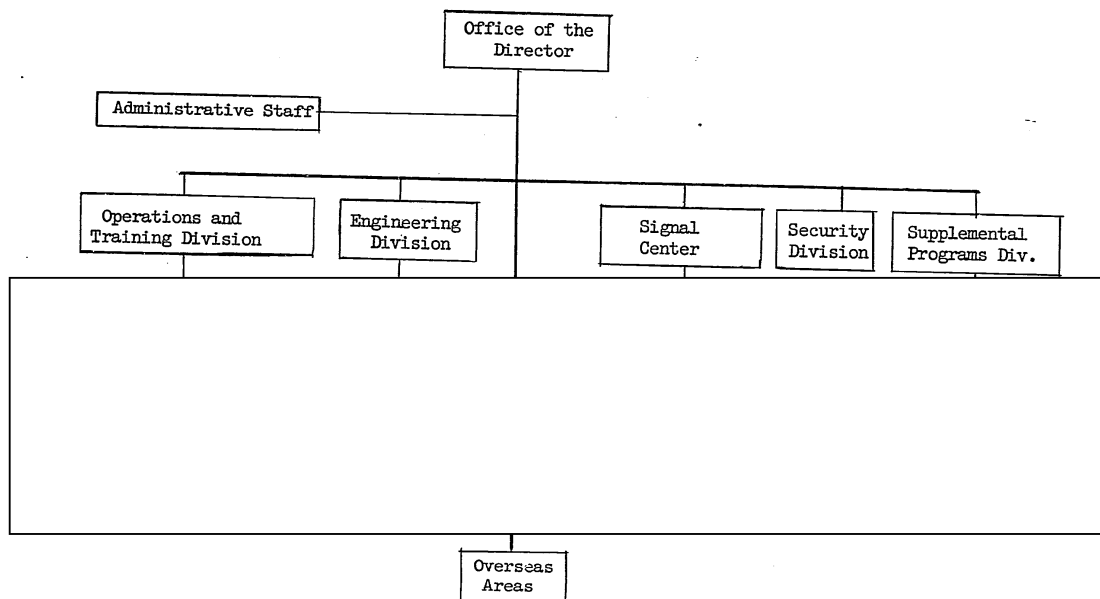 Office of the
Director
Administrative Staff
Operations and
Training Division
Engineering
Division
Signal
Center
Security
Division
Supplemental
Programs Div.
Overseas
Areas